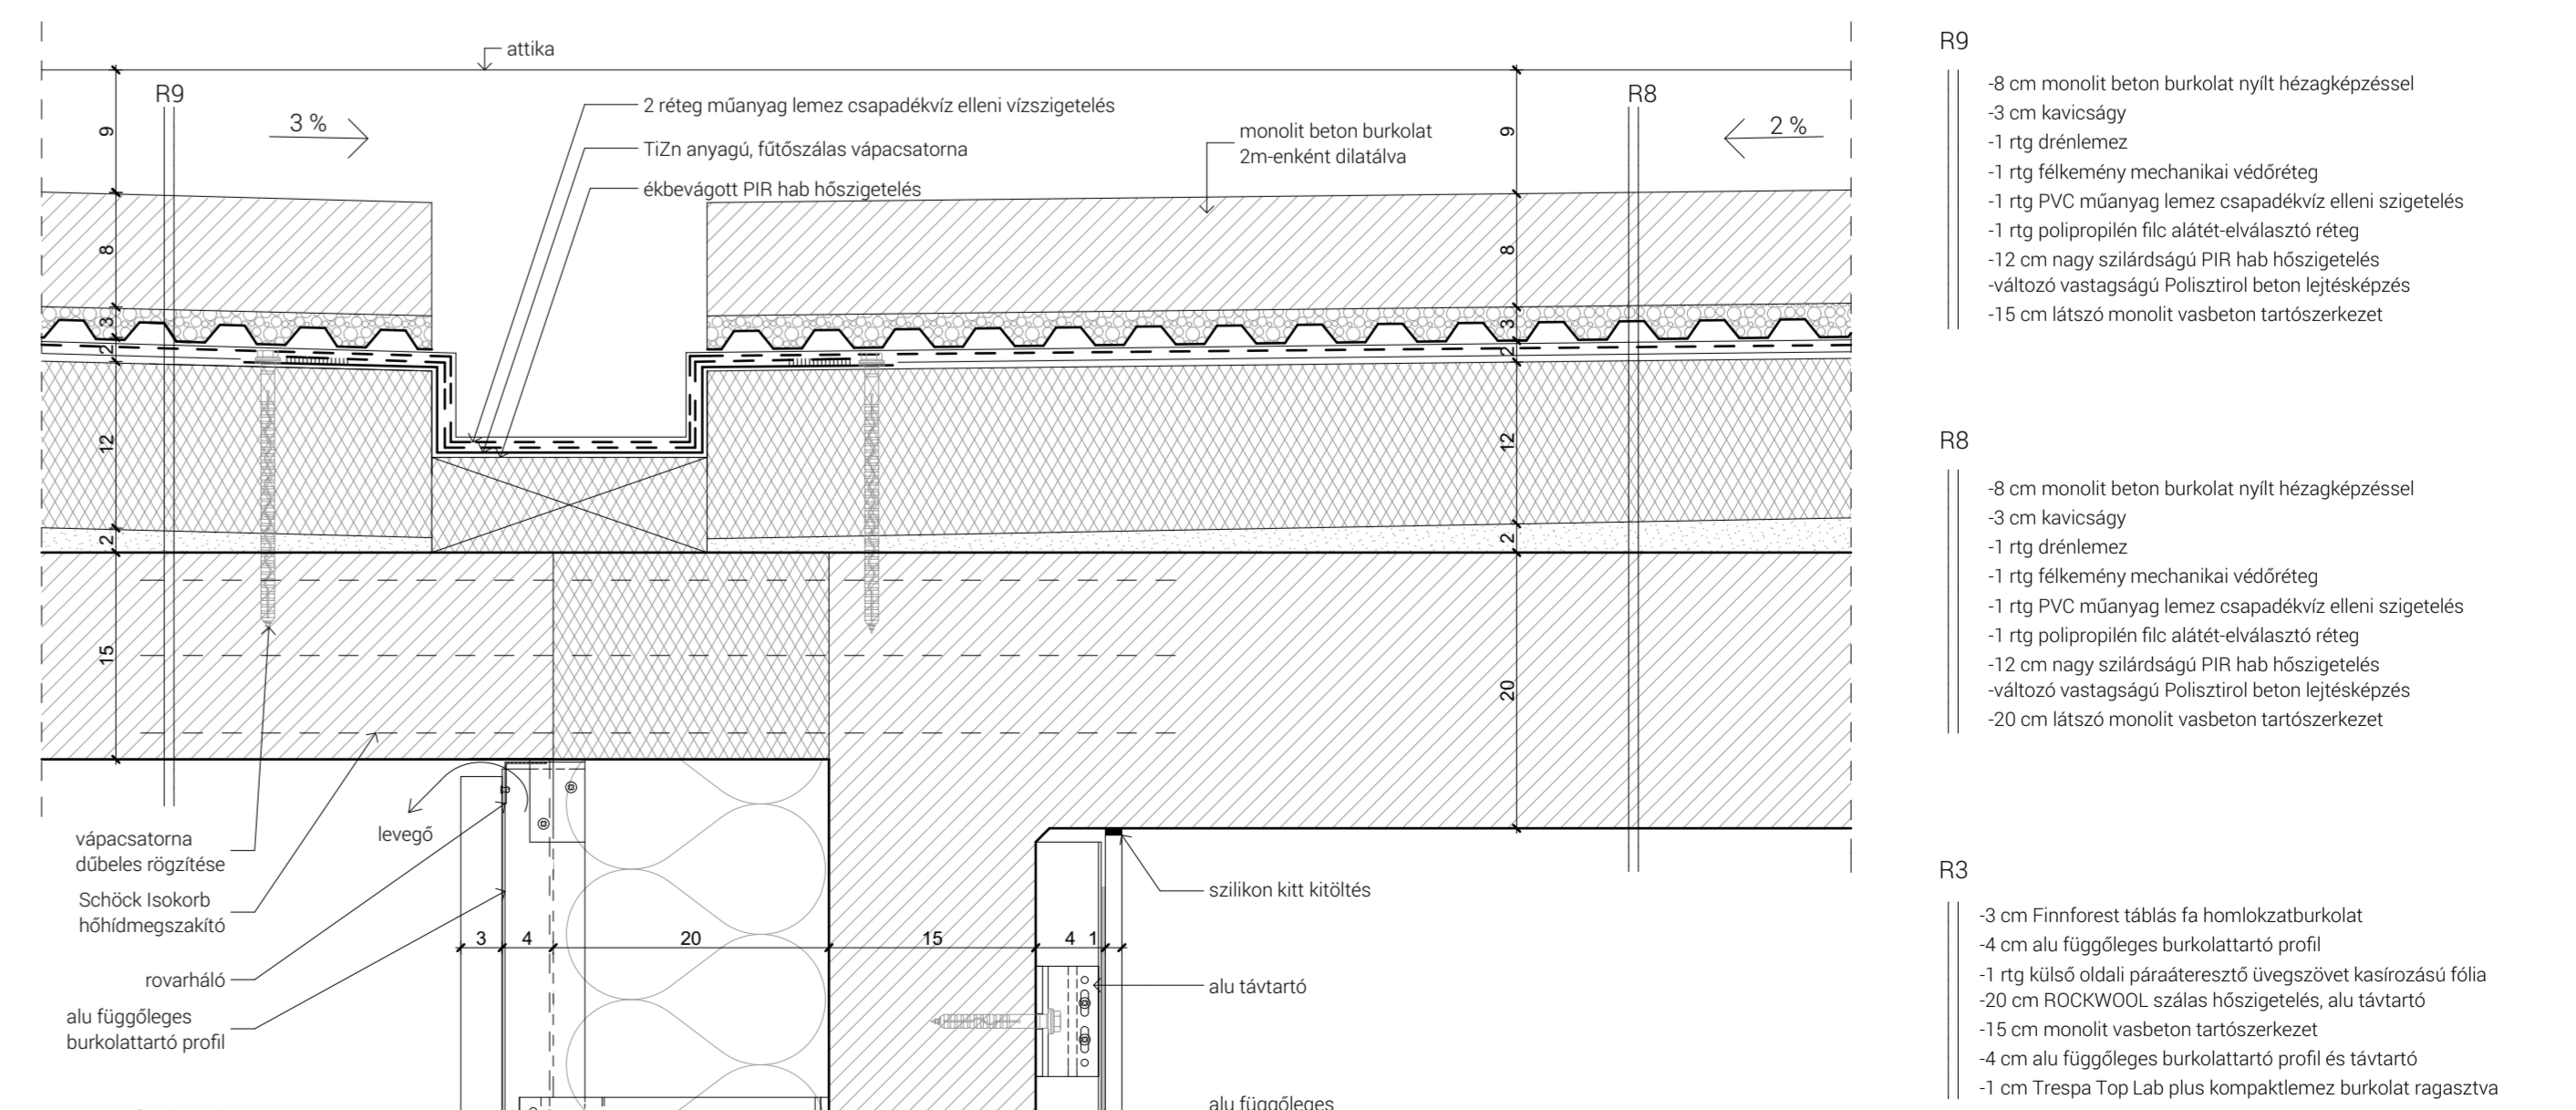 attika
R9
3 %
2 réteg műanyag lemez csapadékvíz elleni vízszigetelés
TiZn anyagú, fűtőszálas vápacsatorna
ékbevágott PIR hab hőszigetelés
monolit beton burkolat
2m-enként dilatálva
R8
2 %
9
8
3
2
12
2
15
9
8
3
2
12
2
20
vápacsatorna
dűbeles rögzítése
Schöck Isokorb
hőhídmegszakító
levegő
rovarháló
alu függőleges
burkolattartó profil
3
4
20
15
4
1
szilikon kitt kitöltés
alu távtartó
alu függőleges
R9
-8 cm monolit beton burkolat nyílt hézagképzéssel
-3 cm kavicságy
-1 rtg drénlemez
-1 rtg félkemény mechanikai védőréteg
-1 rtg PVC műanyag lemez csapadékvíz elleni szigetelés
-1 rtg polipropilén filc alátét-elválasztó réteg
-12 cm nagy szilárdságú PIR hab hőszigetelés
-változó vastagságú Polisztirol beton lejtésképzés
-15 cm látszó monolit vasbeton tartószerkezet
R8
-8 cm monolit beton burkolat nyílt hézagképzéssel
-3 cm kavicságy
-1 rtg drénlemez
-1 rtg félkemény mechanikai védőréteg
-1 rtg PVC műanyag lemez csapadékvíz elleni szigetelés
-1 rtg polipropilén filc alátét-elválasztó réteg
-12 cm nagy szilárdságú PIR hab hőszigetelés
-változó vastagságú Polisztirol beton lejtésképzés
-20 cm látszó monolit vasbeton tartószerkezet
R3
-3 cm Finnforest táblás fa homlokzatburkolat
-4 cm alu függőleges burkolattartó profil
-1 rtg külső oldali páraáteresztő üvegszövet kasírozású fólia
-20 cm ROCKWOOL szálas hőszigetelés, alu távtartó
-15 cm monolit vasbeton tartószerkezet
-4 cm alu függőleges burkolattartó profil és távtartó
-1 cm Trespa Top Lab plus kompaktlemez burkolat ragasztva